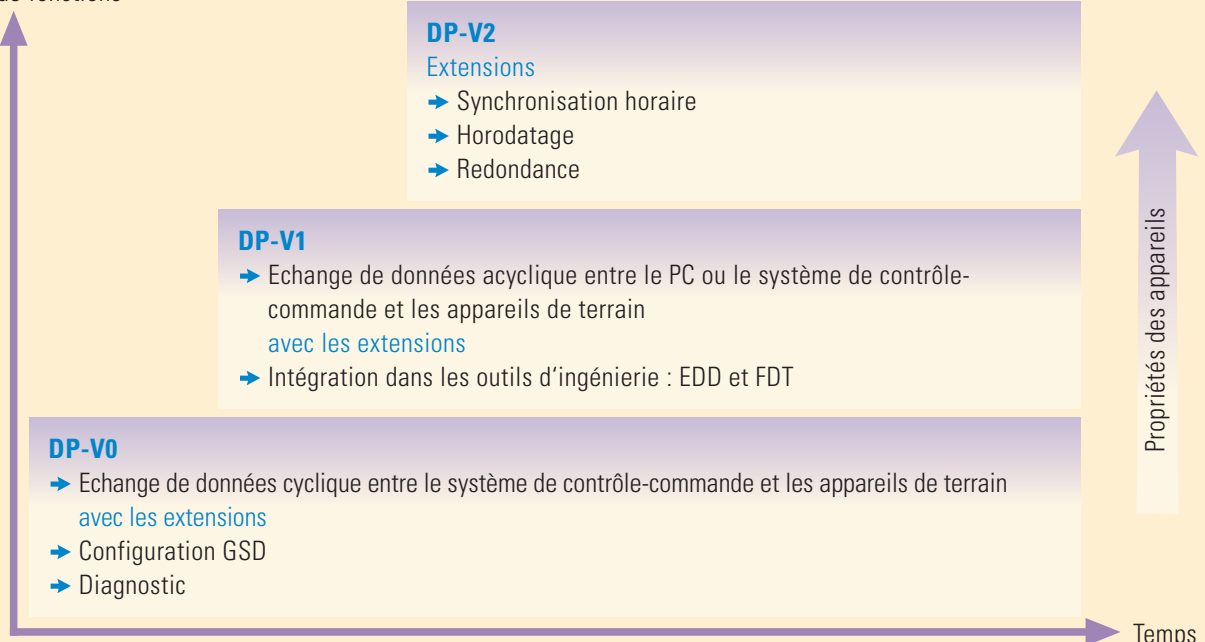 de fonctions
DP-V2
Extensions
➔ Synchronisation horaire
➔ Horodatage
➔ Redondance
DP-V1
➔ Echange de données acyclique entre le PC ou le système de contrôle-
commande et les appareils de terrain
avec les extensions
➔ Intégration dans les outils d'ingénierie : EDD et FDT
DP-V0
➔ Echange de données cyclique entre le système de contrôle-commande et les appareils de terrain
avec les extensions
➔ Configuration GSD
➔ Diagnostic
Propriétés des appareils
Temps